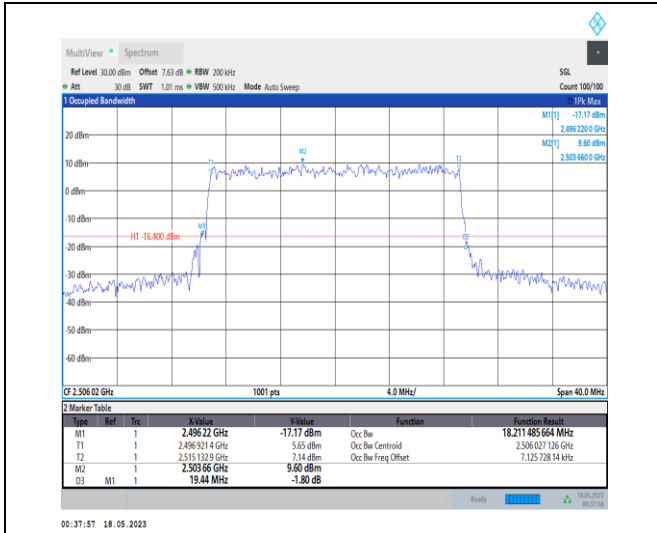 MultiView Spectrum
Ref Level 30.00 dBm Offset 7.63 dB RBW 200 kHz SGL
Att 30 dB SWT 1.01 ms VBW 500 kHz Mode Auto Sweep Count 100/100
1 Occupied Bandwidth 1Pk Max
M1[1] -17.17 dBm
2.496 220 0 GHz
M2[1] 9.60 dBm
2.503 660 0 GHz
20 dBm
10 dBm
0 dBm
-10 dBm
-20 dBm
-30 dBm
-40 dBm
-50 dBm
-60 dBm
T1
M2
T2
M1
H1 -16.400 dBm
D3
CF 2.506 02 GHz 1001 pts 4.0 MHz/ Span 40.0 MHz
2 Marker Table
Type Ref Trc X-Value Y-Value Function Function Result
M1 1 2.496 22 GHz -17.17 dBm Occ Bw 18.211 485 664 MHz
T1 1 2.496 921 4 GHz 5.65 dBm Occ Bw Centroid 2.506 027 126 GHz
T2 1 2.515 132 9 GHz 7.14 dBm Occ Bw Freq Offset 7.125 728 14 kHz
M2 1 2.503 66 GHz 9.60 dBm
D3 M1 1 19.44 MHz -1.80 dB
Ready 18.05.2023
00:37:56
00:37:57 18.05.2023